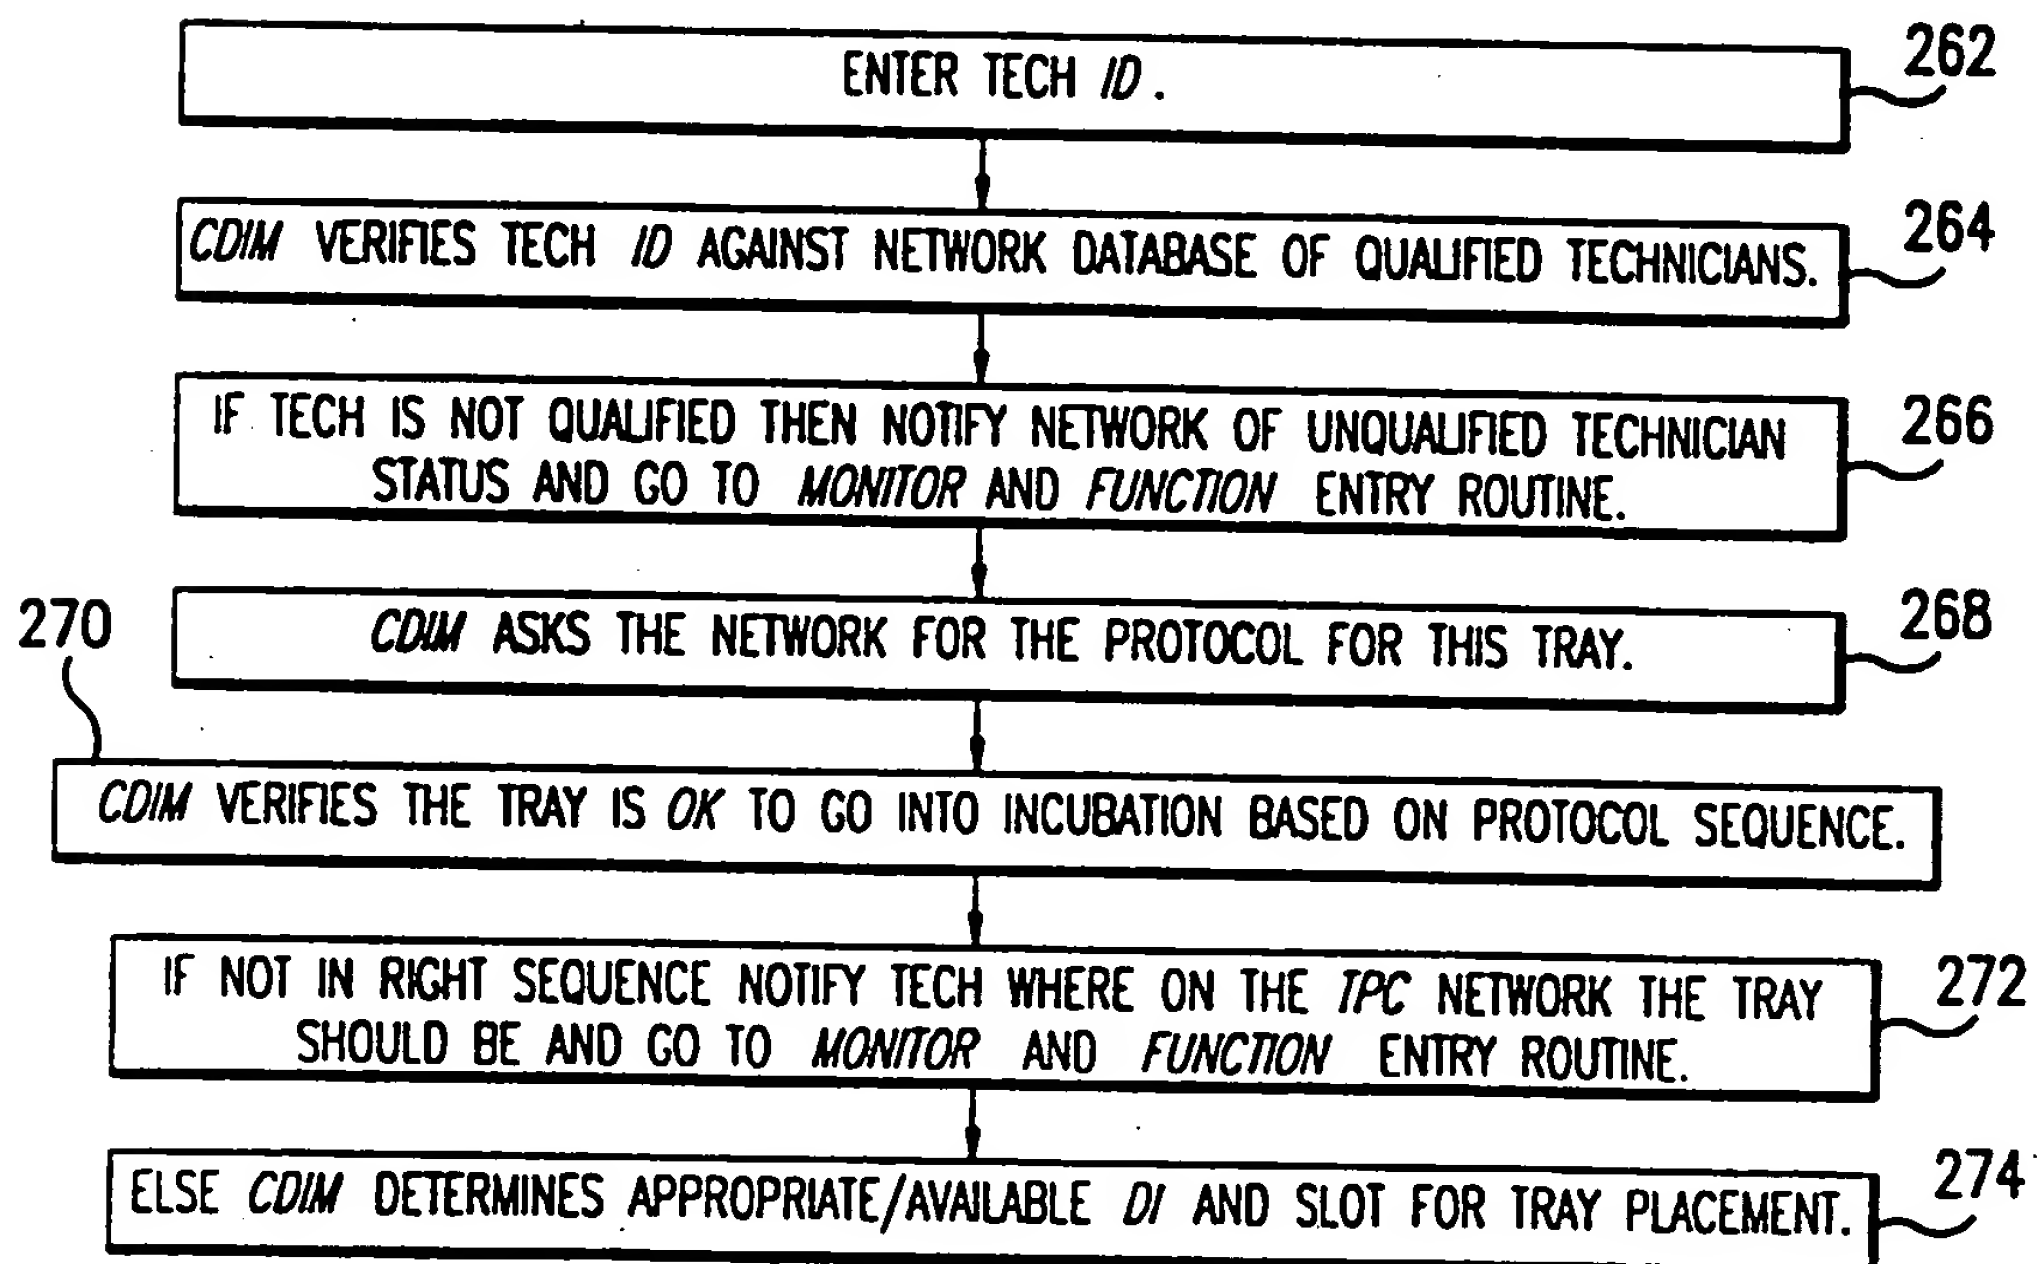 ENTER TECH ID.
262
CDIM VERIFIES TECH ID AGAINST NETWORK DATABASE OF QUALIFIED TECHNICIANS.
264
IF TECH IS NOT QUALIFIED THEN NOTIFY NETWORK OF UNQUALIFIED TECHNICIAN
STATUS AND GO TO MONITOR AND FUNCTION ENTRY ROUTINE.
266
CDIM ASKS THE NETWORK FOR THE PROTOCOL FOR THIS TRAY.
268
270
CDIM VERIFIES THE TRAY IS OK TO GO INTO INCUBATION BASED ON PROTOCOL SEQUENCE.
IF NOT IN RIGHT SEQUENCE NOTIFY TECH WHERE ON THE TPC NETWORK THE TRAY
SHOULD BE AND GO TO MONITOR AND FUNCTION ENTRY ROUTINE.
272
ELSE CDIM DETERMINES APPROPRIATE/AVAILABLE DI AND SLOT FOR TRAY PLACEMENT.
274